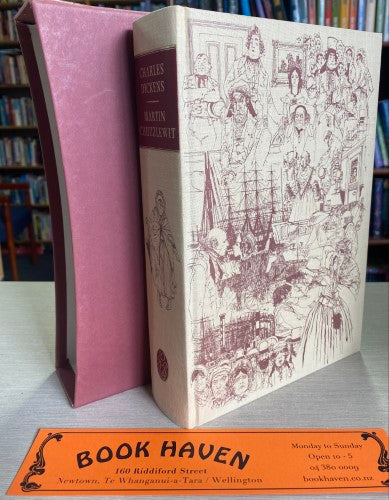 CHARLES
DICKENS
MARTIN
CHUZZLEWIT
BOOK HAVEN
160 Riddiford Street
Newtown, Te Whanganui-a-Tara / Wellington
Monday to Sunday
Open 10 - 5
04 380 0009
bookhaven.co.nz